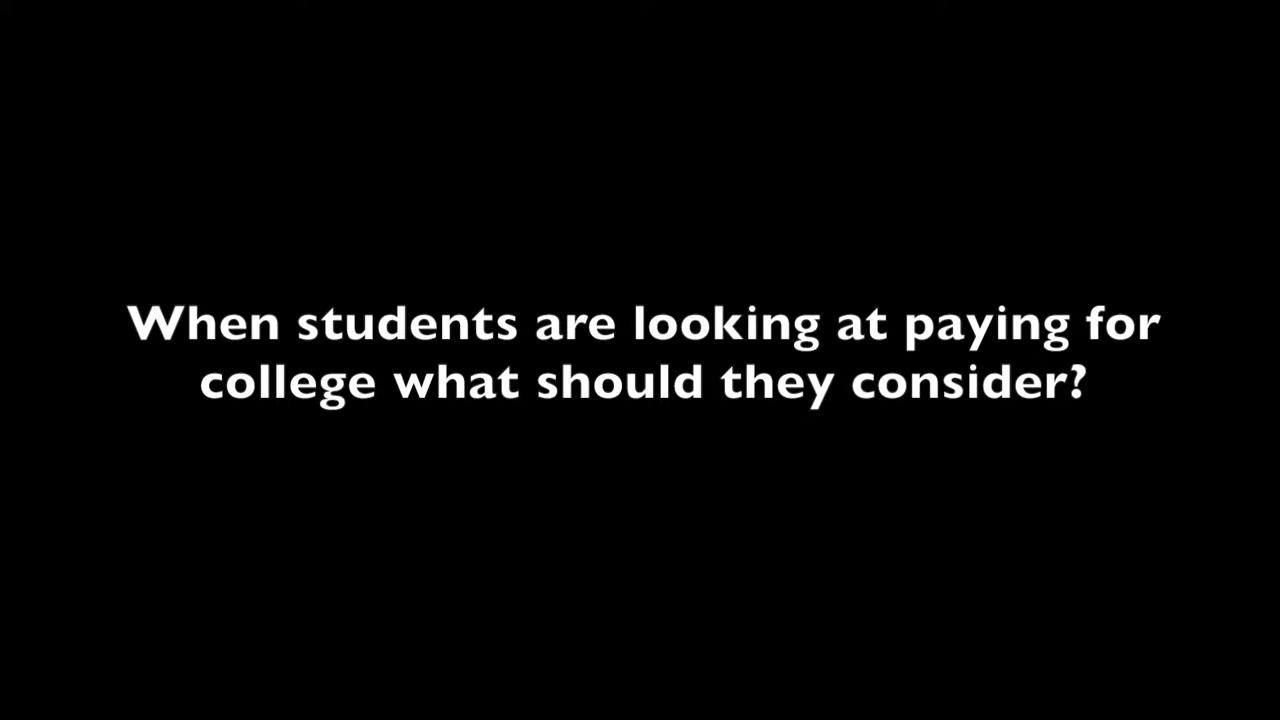 When students are looking at paying for
college what should they consider?